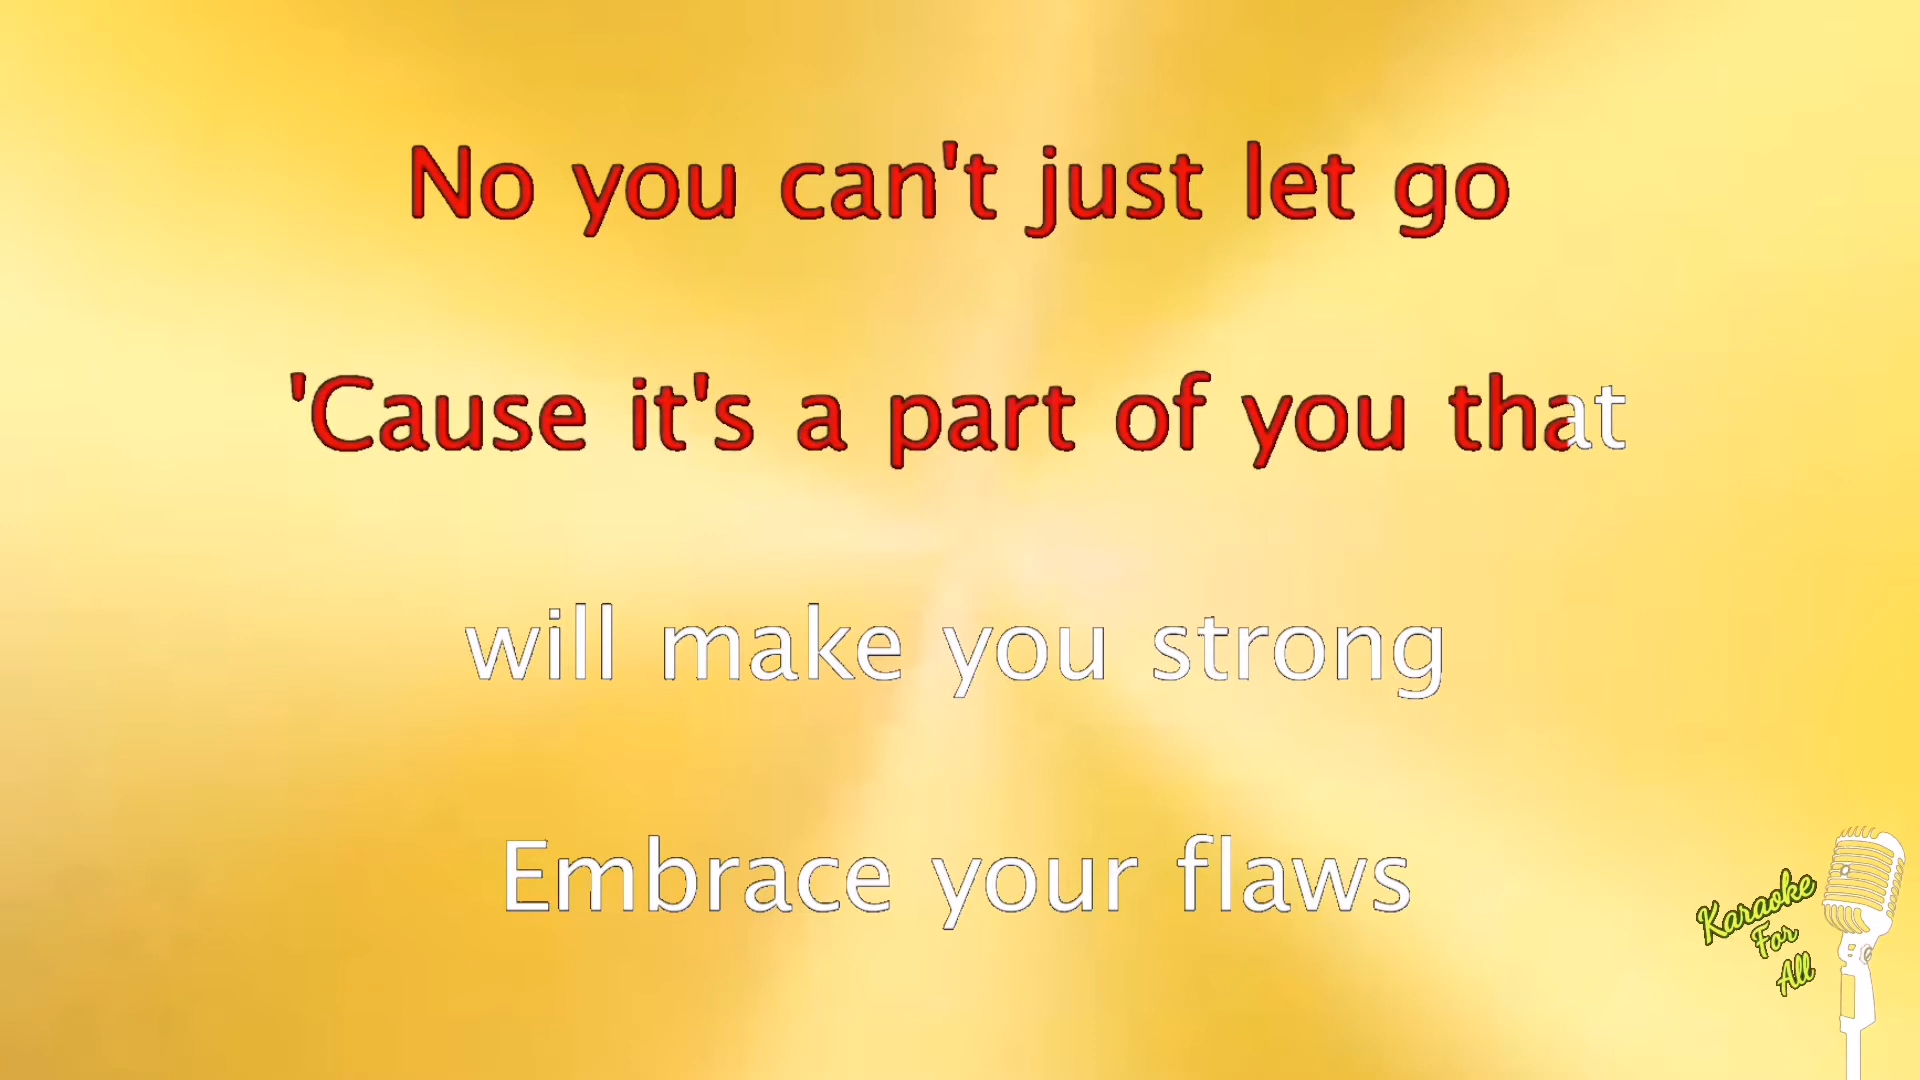 No you can't just let go
'Cause it's a part of you that
will make you strong
Embrace your flaws
Karaoke
For
All